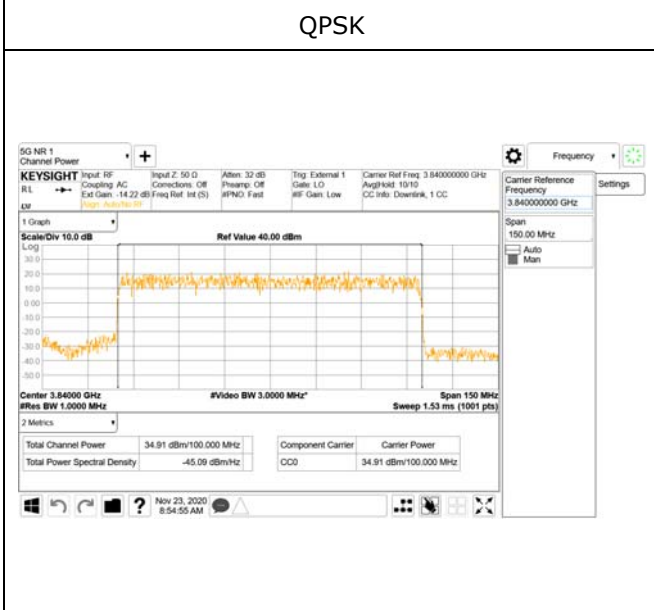 QPSK
5G NR 1
Channel Power
Frequency
KEYSIGHT
RL
Input: RF
Coupling: AC
Ext Gain: -14.22 dB
Align: Auto/No RF
Input Z: 50 Ω
Corrections: Off
Freq Ref: Int (S)
Atten: 32 dB
Preamp: Off
#PNO: Fast
Trig: External 1
Gate: LO
#IF Gain: Low
Carrier Ref Freq: 3.840000000 GHz
Avg|Hold: 10/10
CC Info: Downlink, 1 CC
Carrier Reference
Frequency
3.840000000 GHz
Settings
Span
150.00 MHz
Auto
Man
1 Graph
Scale/Div 10.0 dB
Ref Value 40.00 dBm
Log
30.0
20.0
10.0
0.00
-10.0
-20.0
-30.0
-40.0
-50.0
Center 3.84000 GHz
#Video BW 3.0000 MHz*
Span 150 MHz
#Res BW 1.0000 MHz
Sweep 1.53 ms (1001 pts)
2 Metrics
Total Channel Power 34.91 dBm/100.000 MHz
Total Power Spectral Density -45.09 dBm/Hz
Component Carrier Carrier Power
CC0 34.91 dBm/100.000 MHz
Nov 23, 2020
8:54:55 AM